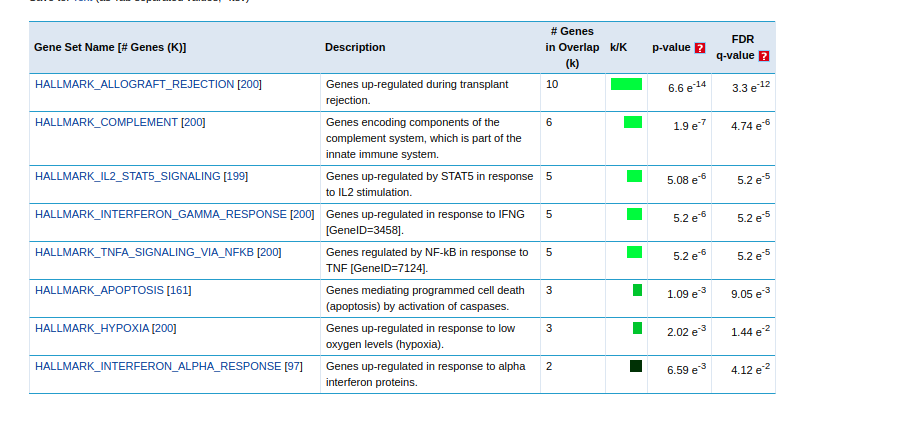 # Genes
Gene Set Name [# Genes (K)] Description in Overlap k/K p-value ? FDR
(k) q-value ?
HALLMARK_ALLOGRAFT_REJECTION [200] Genes up-regulated during transplant 10 6.6 e-14 3.3 e-12
rejection.
HALLMARK_COMPLEMENT [200] Genes encoding components of the 6 1.9 e-7 4.74 e-6
complement system, which is part of the
innate immune system.
HALLMARK_IL2_STAT5_SIGNALING [199] Genes up-regulated by STAT5 in response 5 5.08 e-6 5.2 e-5
to IL2 stimulation.
HALLMARK_INTERFERON_GAMMA_RESPONSE [200] Genes up-regulated in response to IFNG 5 5.2 e-6 5.2 e-5
[GeneID=3458].
HALLMARK_TNFA_SIGNALING_VIA_NFKB [200] Genes regulated by NF-kB in response to 5 5.2 e-6 5.2 e-5
TNF [GeneID=7124].
HALLMARK_APOPTOSIS [161] Genes mediating programmed cell death 3 1.09 e-3 9.05 e-3
(apoptosis) by activation of caspases.
HALLMARK_HYPOXIA [200] Genes up-regulated in response to low 3 2.02 e-3 1.44 e-2
oxygen levels (hypoxia).
HALLMARK_INTERFERON_ALPHA_RESPONSE [97] Genes up-regulated in response to alpha 2 6.59 e-3 4.12 e-2
interferon proteins.